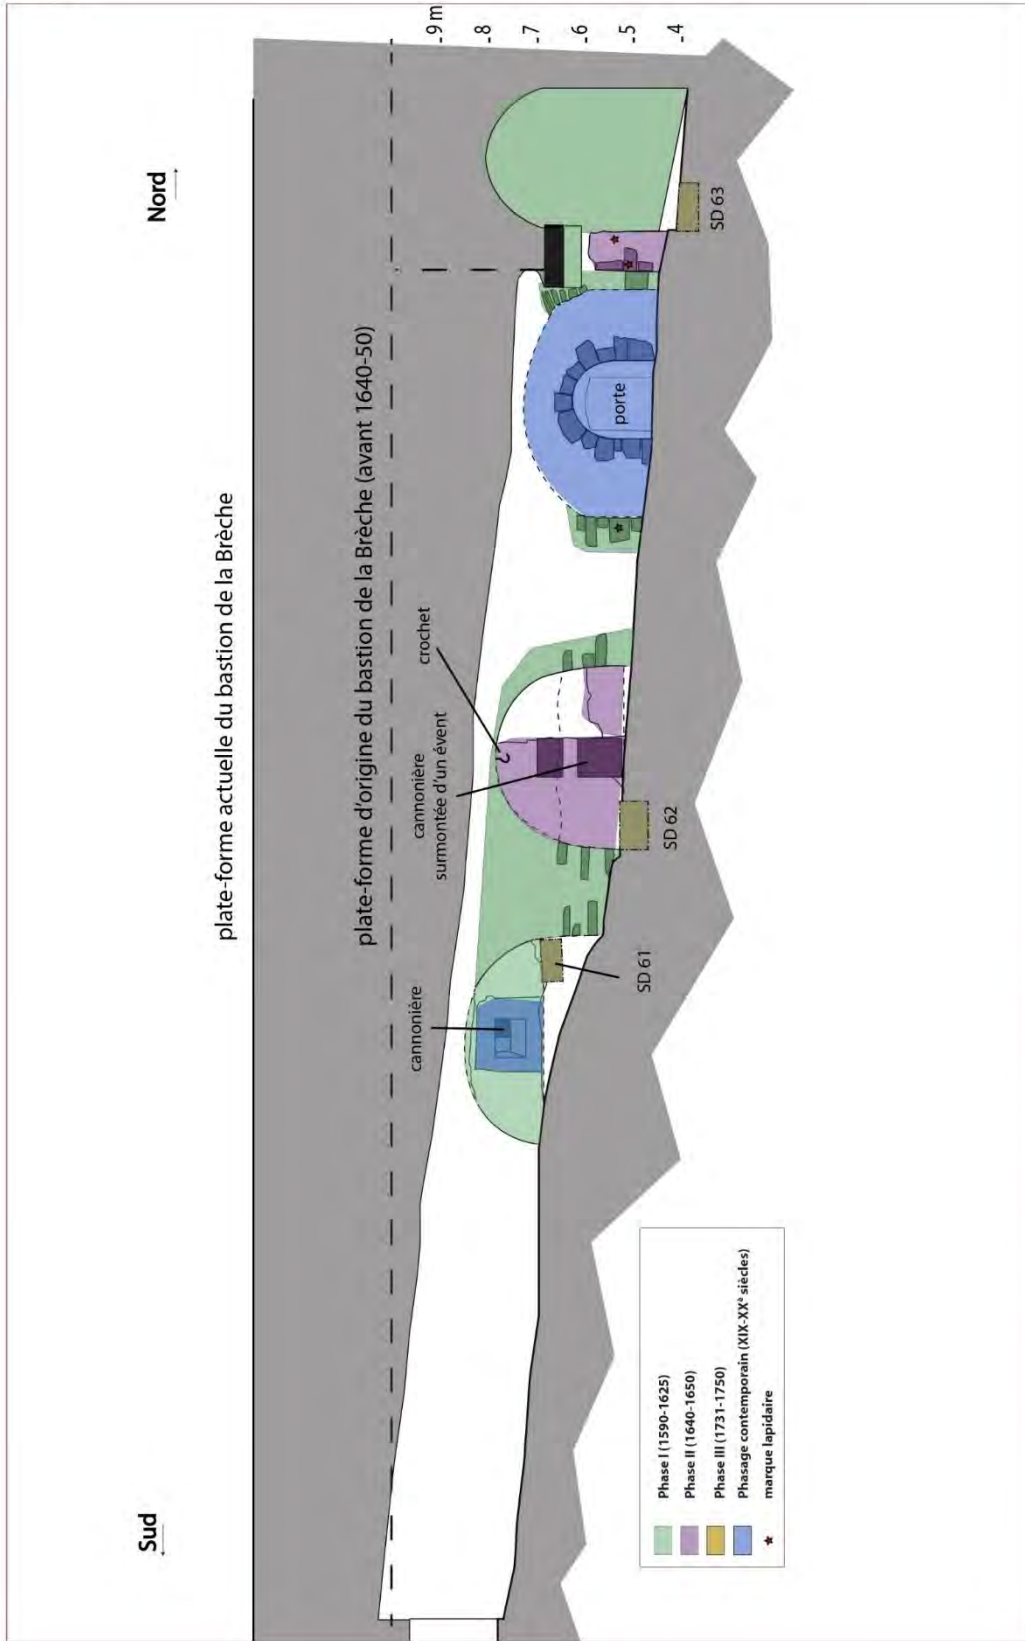 Sud
Nord
plate-forme actuelle du bastion de la Brèche
plate-forme d'origine du bastion de la Brèche (avant 1640-50)
9 m
8
7
6
5
4
cannonière
cannonière
surmontée d'un évent
crochet
porte
SD 61
SD 62
SD 63
Phase I (1590-1625)
Phase II (1640-1650)
Phase III (1731-1750)
Phasage contemporain (XIX-XXᵉ siècles)
marque lapidaire